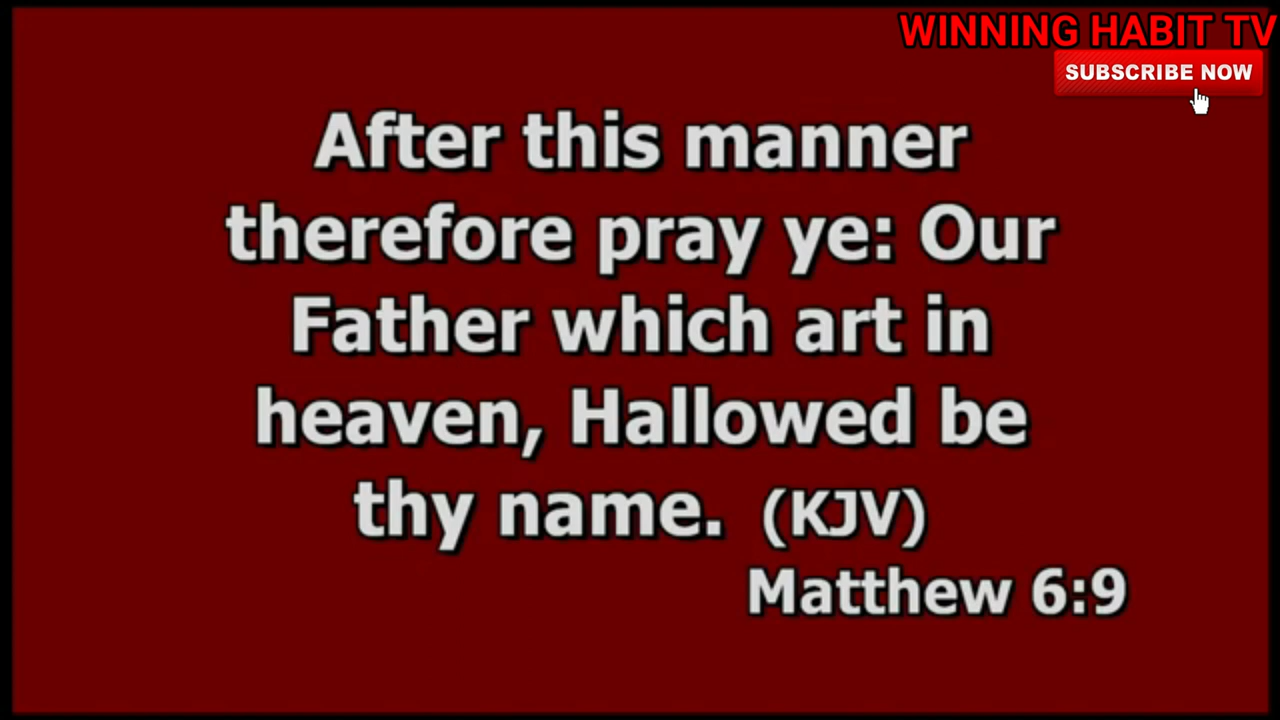 WINNING HABIT TV
SUBSCRIBE NOW
After this manner
therefore pray ye: Our
Father which art in
heaven, Hallowed be
thy name. (KJV)
Matthew 6:9